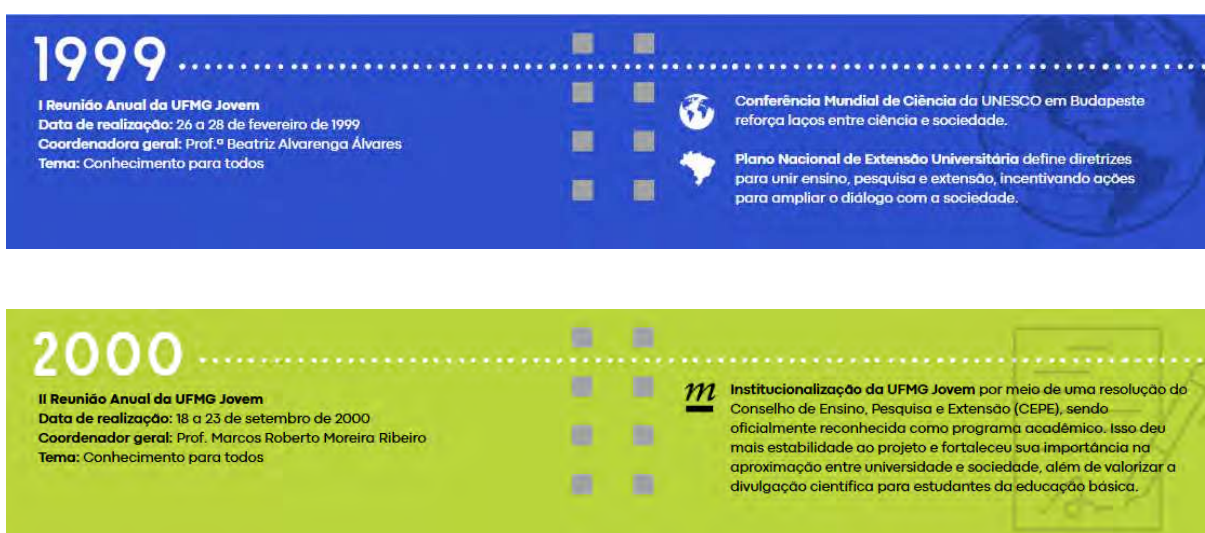 1999
I Reunião Anual da UFMG Jovem
Data de realização: 26 a 28 de fevereiro de 1999
Coordenadora geral: Prof.ª Beatriz Alvarenga Álvares
Tema: Conhecimento para todos
Conferência Mundial de Ciência da UNESCO em Budapeste
reforça laços entre ciência e sociedade.
Plano Nacional de Extensão Universitária define diretrizes
para unir ensino, pesquisa e extensão, incentivando ações
para ampliar o diálogo com a sociedade.
2000
II Reunião Anual da UFMG Jovem
Data de realização: 18 a 23 de setembro de 2000
Coordenador geral: Prof. Marcos Roberto Moreira Ribeiro
Tema: Conhecimento para todos
m
Institucionalização da UFMG Jovem por meio de uma resolução do
Conselho de Ensino, Pesquisa e Extensão (CEPE), sendo
oficialmente reconhecida como programa acadêmico. Isso deu
mais estabilidade ao projeto e fortaleceu sua importância na
aproximação entre universidade e sociedade, além de valorizar a
divulgação científica para estudantes da educação básica.